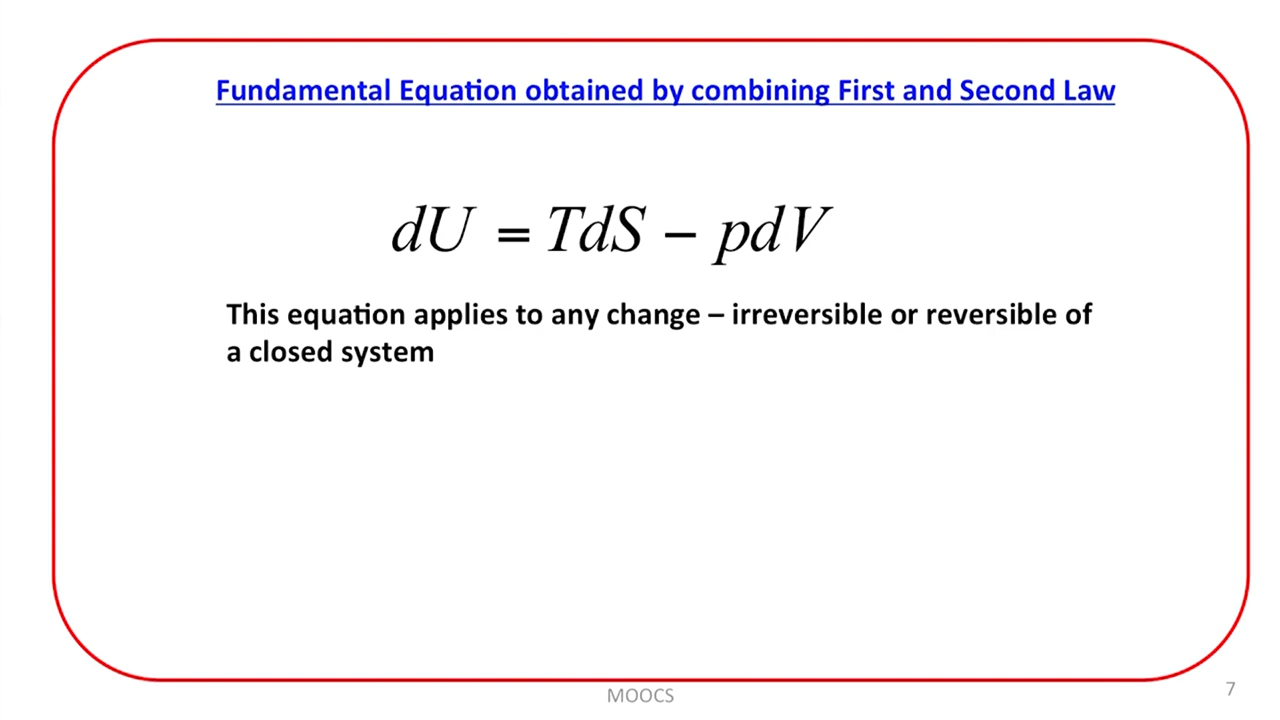 Fundamental Equation obtained by combining First and Second Law
dU = TdS – pdV
This equation applies to any change – irreversible or reversible of
a closed system
MOOCS
7